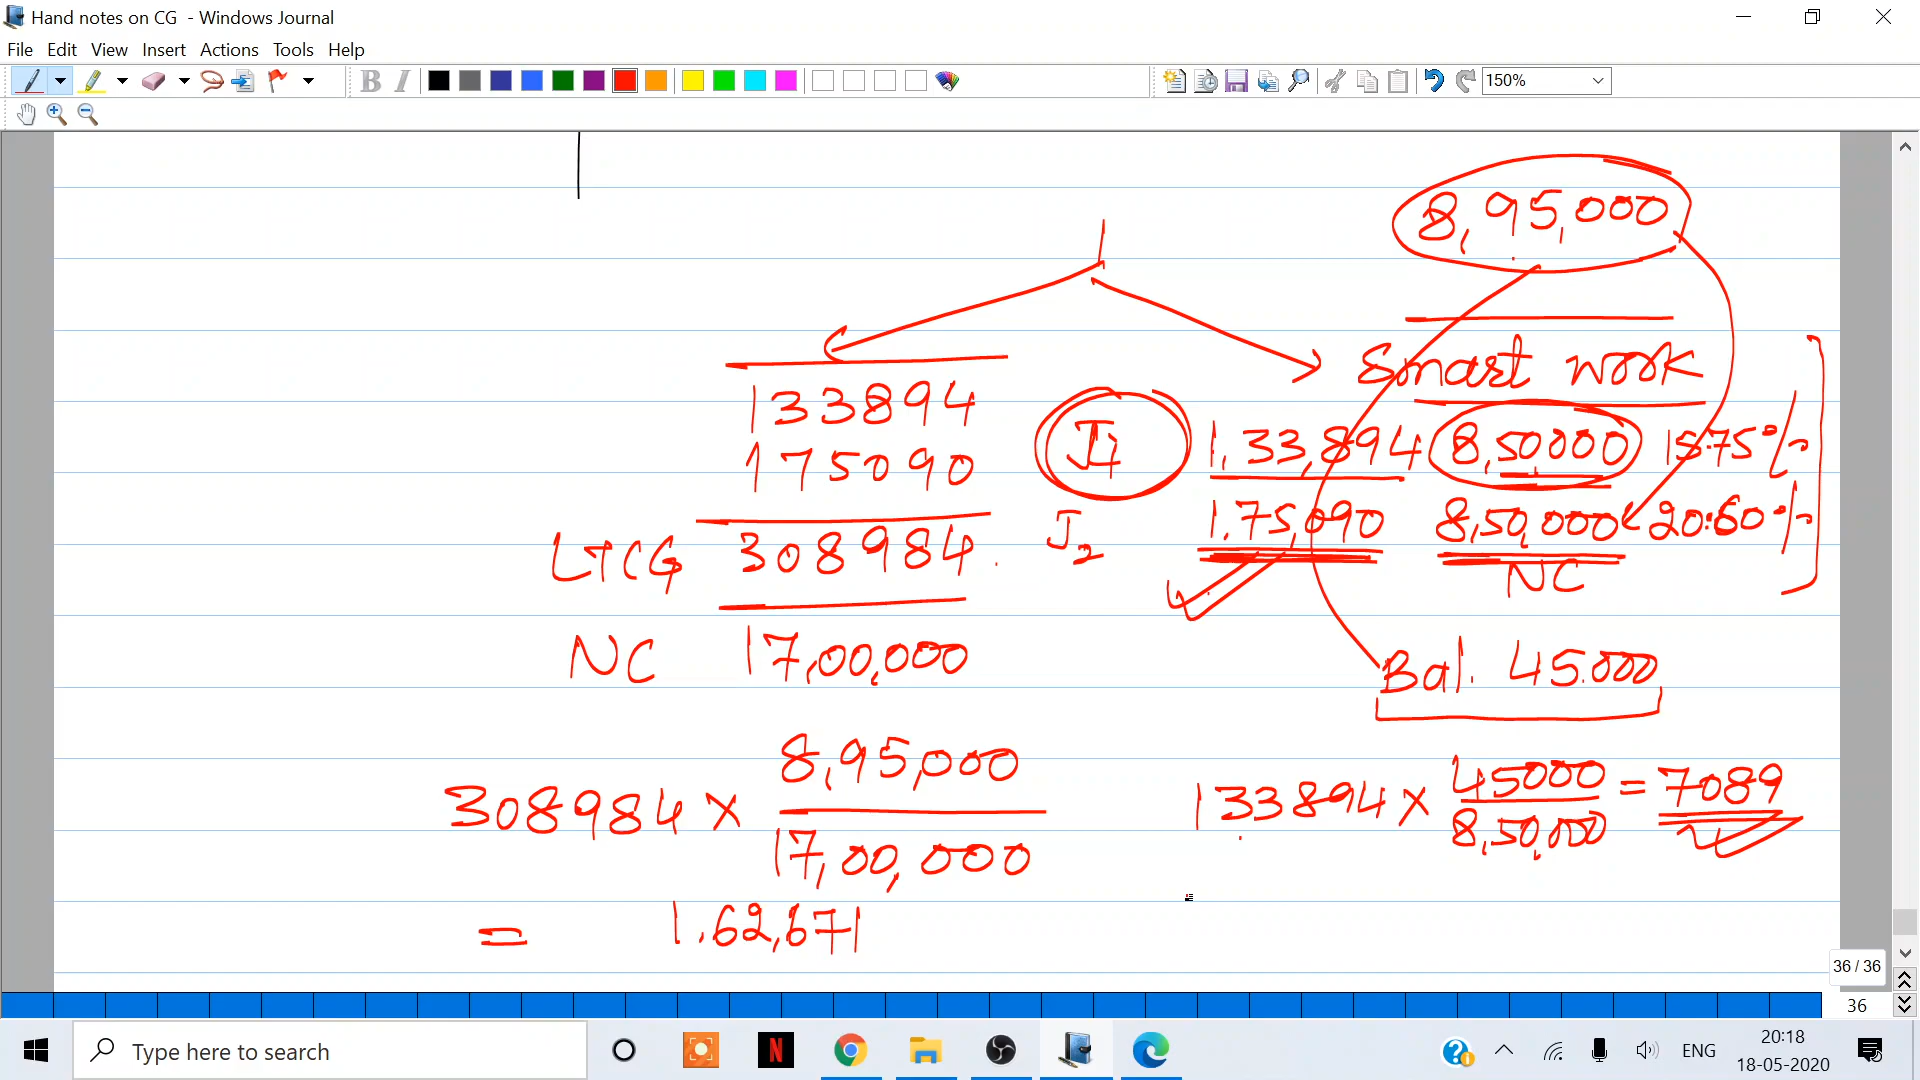 Hand notes on CG - Windows Journal
File Edit View Insert Actions Tools Help
B I 150%
8,95,000
Smart work
133894
175090
J1 1,33,894 8,50,000 15.75%
J2 1,75,090 8,50,000 20.60%
NC
LTCG 308984
NC 17,00,000
Bal. 45.000
308984 × 8,95,000
17,00,000
= 1.62,671
133894 × 45000 = 7089
8,50,000
36 / 36
36
Type here to search
N
ENG
20:18
18-05-2020